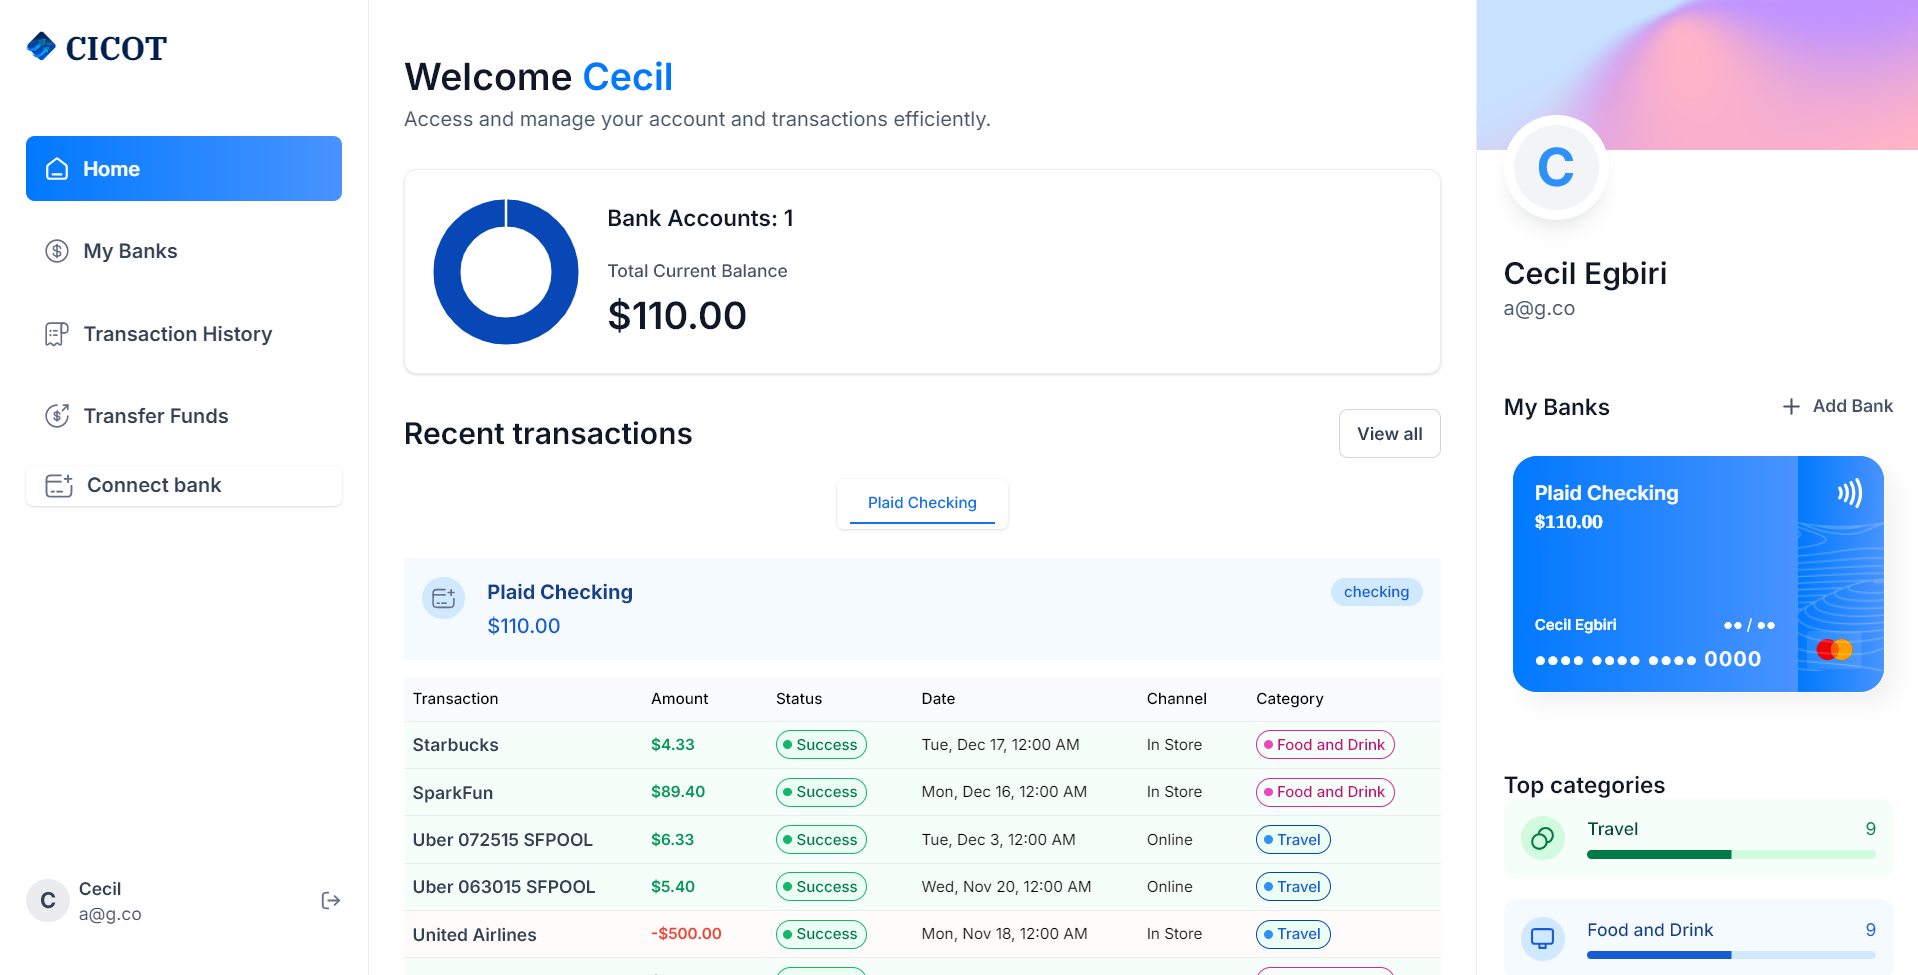 CICOT
Home
My Banks
Transaction History
Transfer Funds
Connect bank
C
Cecil
a@g.co
Welcome Cecil
Access and manage your account and transactions efficiently.
Bank Accounts: 1
Total Current Balance
$110.00
Recent transactions
View all
Plaid Checking
Plaid Checking
$110.00
checking
Transaction Amount Status Date Channel Category
Starbucks $4.33 Success Tue, Dec 17, 12:00 AM In Store Food and Drink
SparkFun $89.40 Success Mon, Dec 16, 12:00 AM In Store Food and Drink
Uber 072515 SFPOOL $6.33 Success Tue, Dec 3, 12:00 AM Online Travel
Uber 063015 SFPOOL $5.40 Success Wed, Nov 20, 12:00 AM Online Travel
United Airlines -$500.00 Success Mon, Nov 18, 12:00 AM In Store Travel
C
Cecil Egbiri
a@g.co
My Banks
+ Add Bank
Plaid Checking
$110.00
Cecil Egbiri ●● / ●●
●●●● ●●●● ●●●● 0000
Top categories
Travel 9
Food and Drink 9